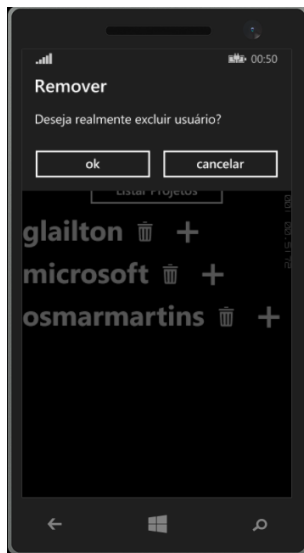 00:50
Remover
Deseja realmente excluir usuário?
ok
cancelar
Listar Projetos
glailton
microsoft
osmarmartins